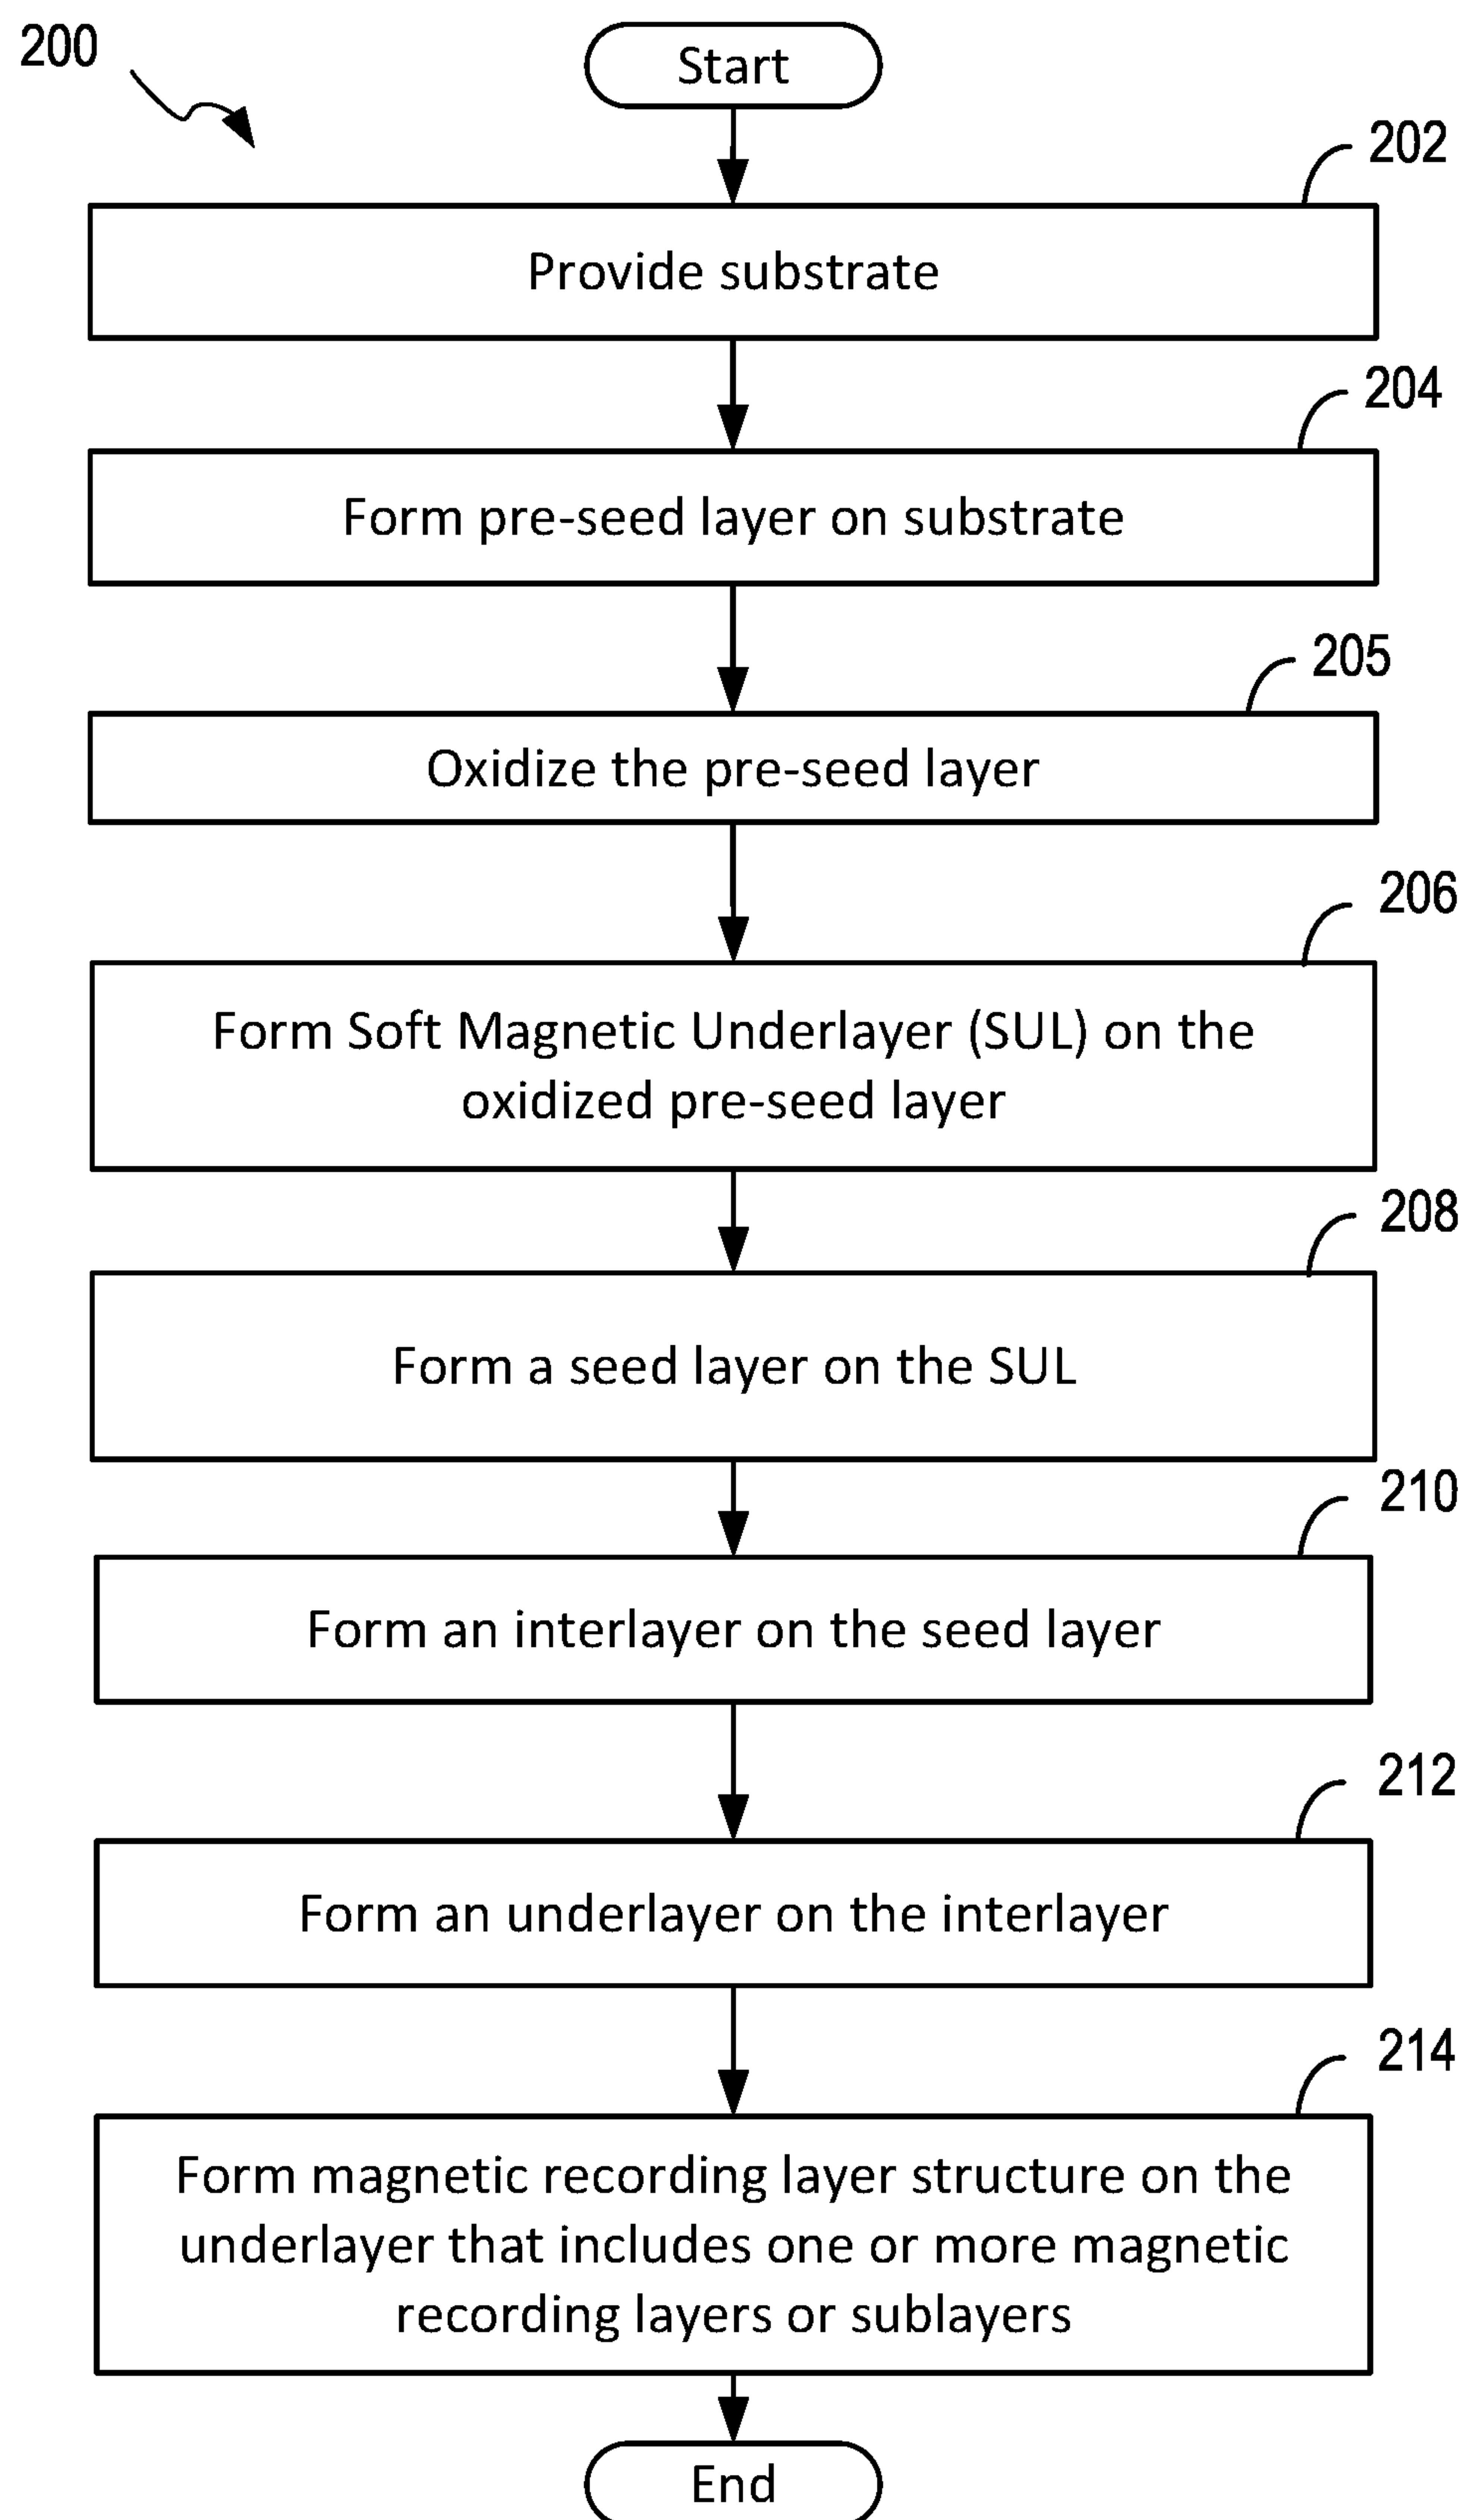 200
Start
202
Provide substrate
204
Form pre-seed layer on substrate
205
Oxidize the pre-seed layer
206
Form Soft Magnetic Underlayer (SUL) on the
oxidized pre-seed layer
208
Form a seed layer on the SUL
210
Form an interlayer on the seed layer
212
Form an underlayer on the interlayer
214
Form magnetic recording layer structure on the
underlayer that includes one or more magnetic
recording layers or sublayers
End